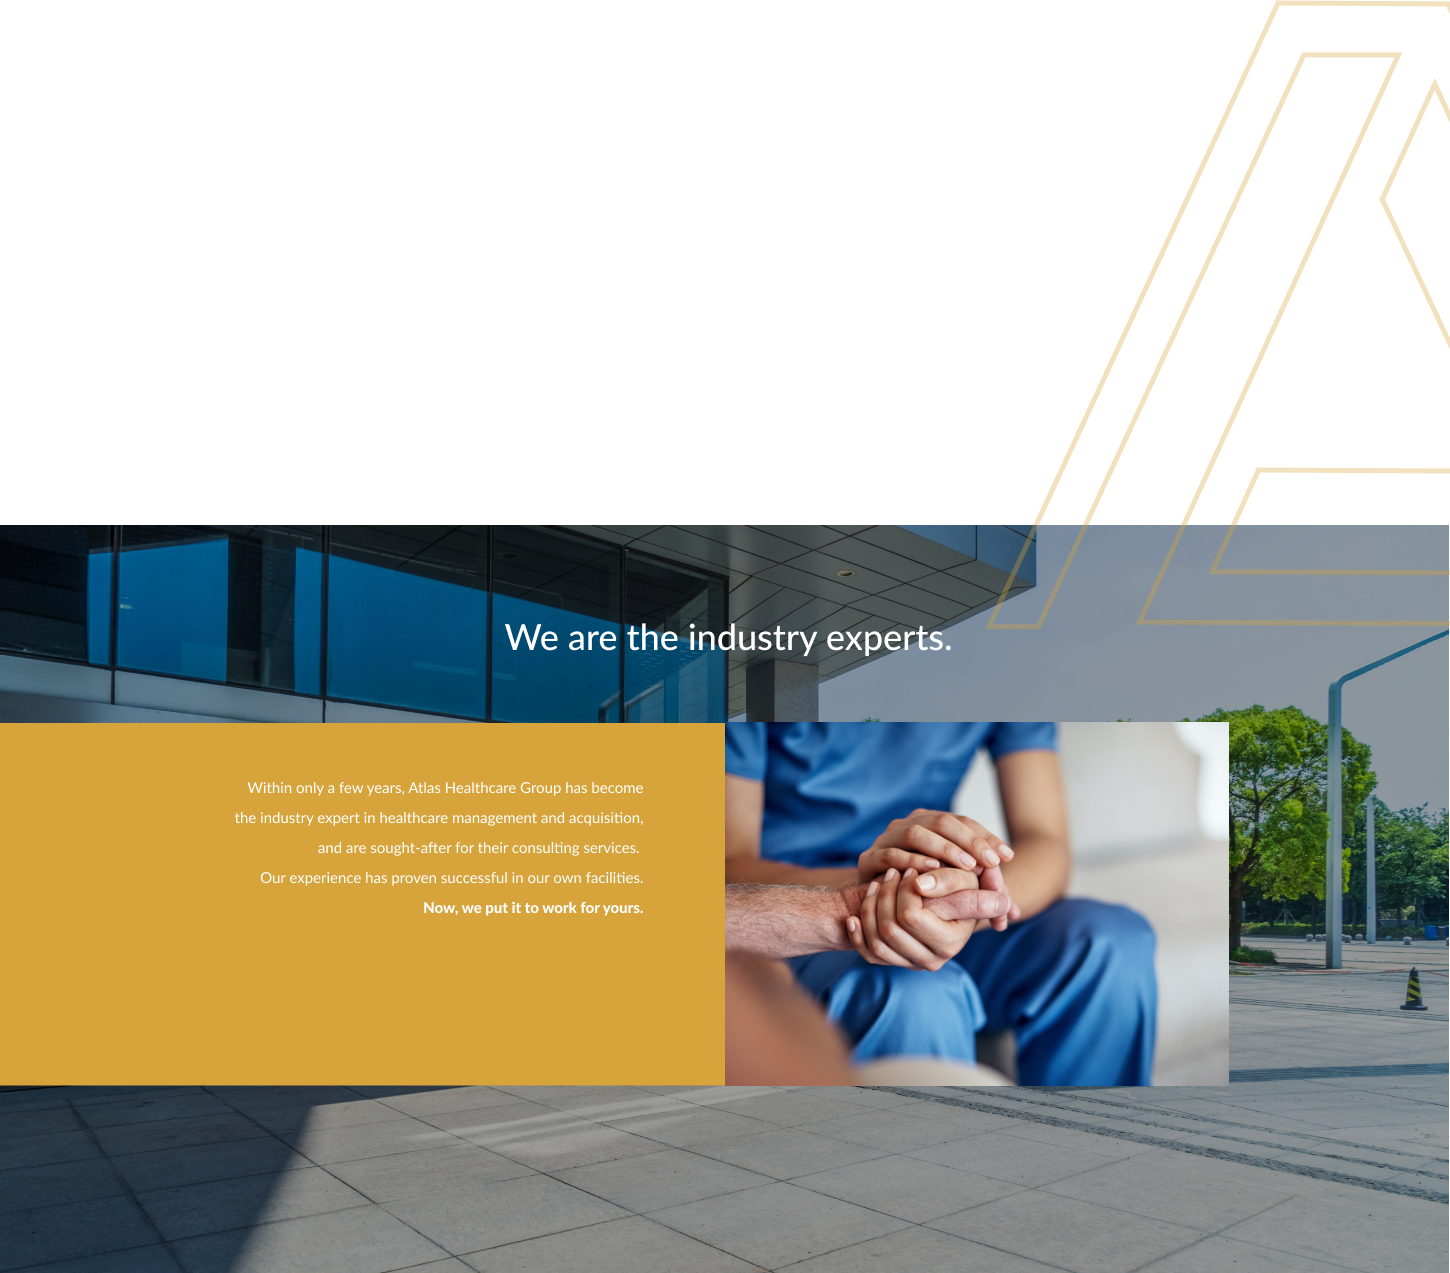 We are the industry experts.
Within only a few years, Atlas Healthcare Group has become
the industry expert in healthcare management and acquisition,
and are sought-after for their consulting services.
Our experience has proven successful in our own facilities.
Now, we put it to work for yours.